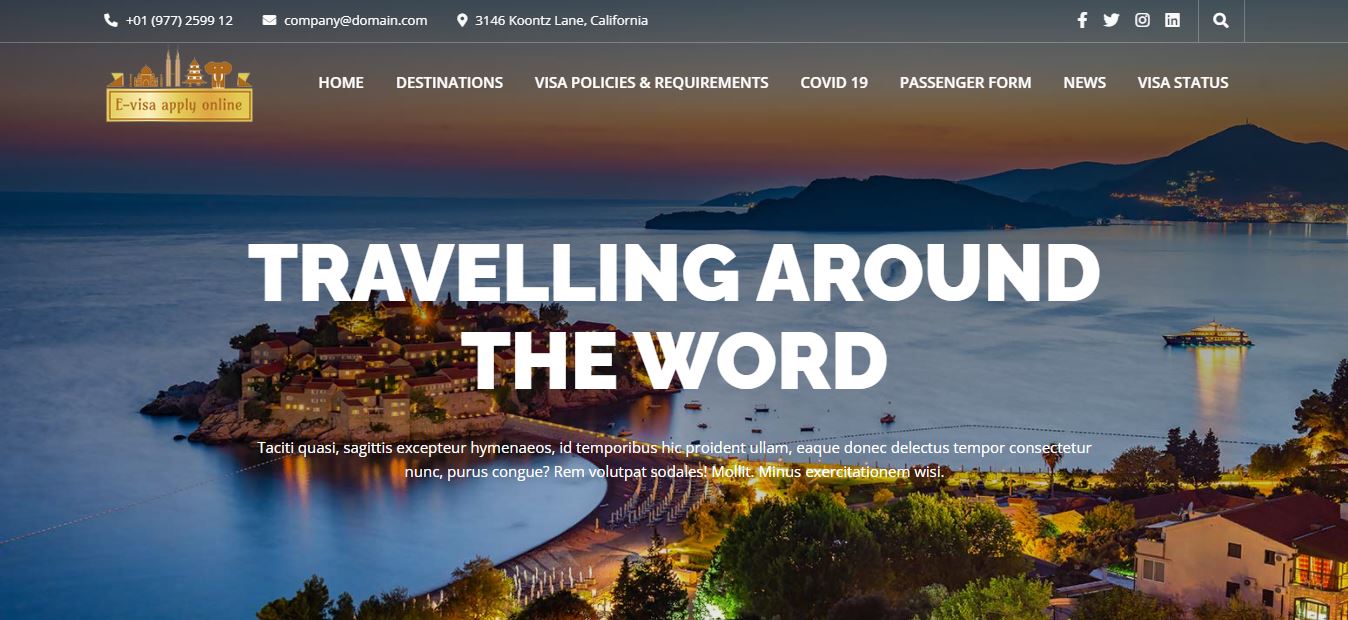 +01 (977) 2599 12 company@domain.com 3146 Koontz Lane, California
E-visa apply online
HOME DESTINATIONS VISA POLICIES & REQUIREMENTS COVID 19 PASSENGER FORM NEWS VISA STATUS
TRAVELLING AROUND
THE WORD
Taciti quasi, sagittis excepteur hymenaeos, id temporibus hic proident ullam, eaque donec delectus tempor consectetur
nunc, purus congue? Rem volutpat sodales! Mollit. Minus exercitationem wisi.